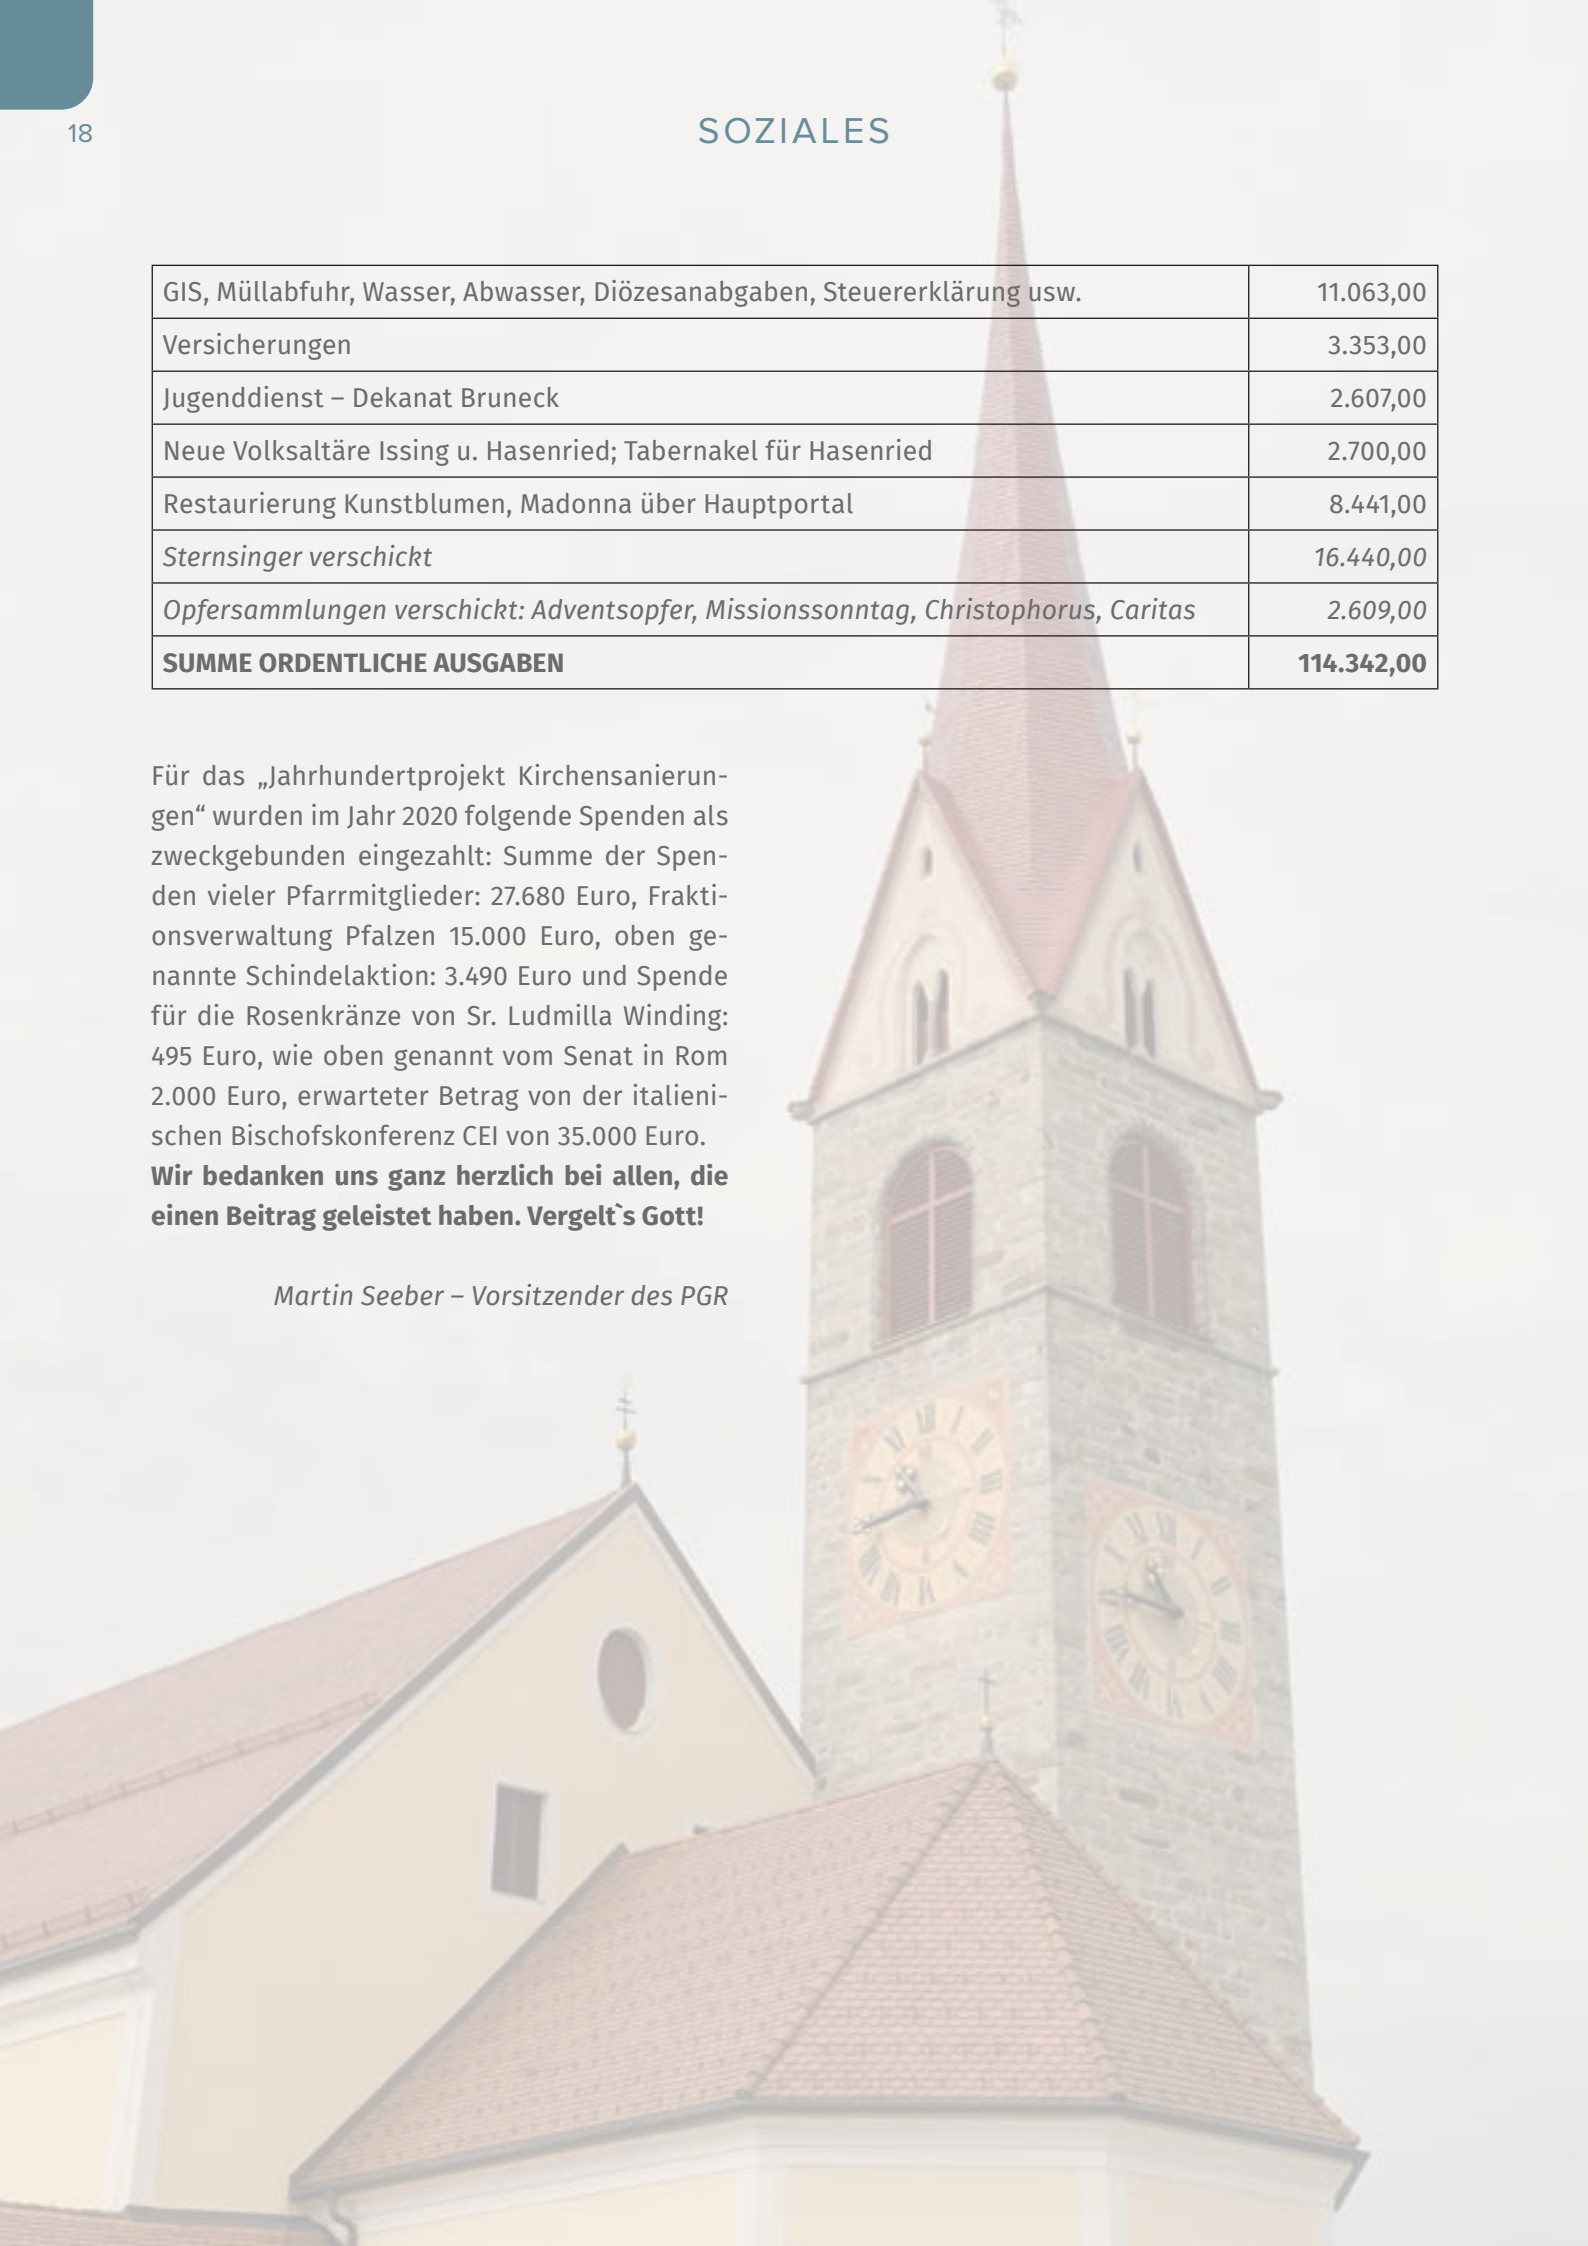 18
SOZIALES
GIS, Müllabfuhr, Wasser, Abwasser, Diözesanabgaben, Steuererklärung usw. 11.063,00
Versicherungen 3.353,00
Jugenddienst – Dekanat Bruneck 2.607,00
Neue Volksaltäre Issing u. Hasenried; Tabernakel für Hasenried 2.700,00
Restaurierung Kunstblumen, Madonna über Hauptportal 8.441,00
Sternsinger verschickt 16.440,00
Opfersammlungen verschickt: Adventsopfer, Missionssonntag, Christophorus, Caritas 2.609,00
SUMME ORDENTLICHE AUSGABEN 114.342,00
Für das „Jahrhundertprojekt Kirchensanierun-
gen“ wurden im Jahr 2020 folgende Spenden als
zweckgebunden eingezahlt: Summe der Spen-
den vieler Pfarrmitglieder: 27.680 Euro, Frakti-
onsverwaltung Pfalzen 15.000 Euro, oben ge-
nannte Schindelaktion: 3.490 Euro und Spende
für die Rosenkränze von Sr. Ludmilla Winding:
495 Euro, wie oben genannt vom Senat in Rom
2.000 Euro, erwarteter Betrag von der italieni-
schen Bischofskonferenz CEI von 35.000 Euro.
Wir bedanken uns ganz herzlich bei allen, die
einen Beitrag geleistet haben. Vergelt`s Gott!
Martin Seeber – Vorsitzender des PGR